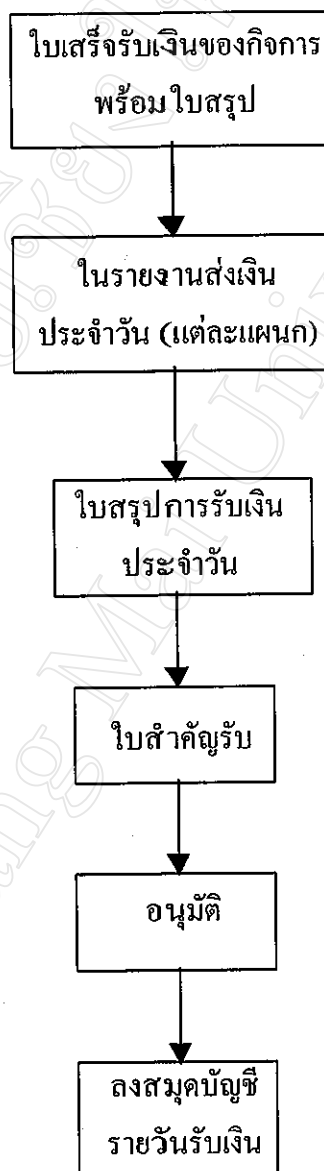 ใบเสร็จรับเงินของกิจการ
พร้อมใบสรุป
ในรายงานส่งเงิน
ประจำวัน (แต่ละแผนก)
ใบสรุปการรับเงิน
ประจำวัน
ใบสำคัญรับ
อนุมัติ
ลงสมุดบัญชี
รายวันรับเงิน